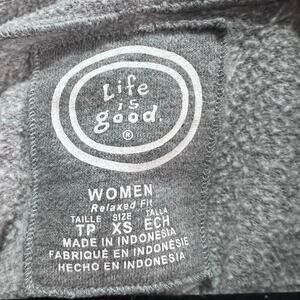 Life
is
good.
®
WOMEN
Relaxed Fit
TAILLE SIZE TALLA
TP XS ECH
MADE IN INDONESIA
FABRIQUÉ EN INDONÉSIE
HECHO EN INDONESIA